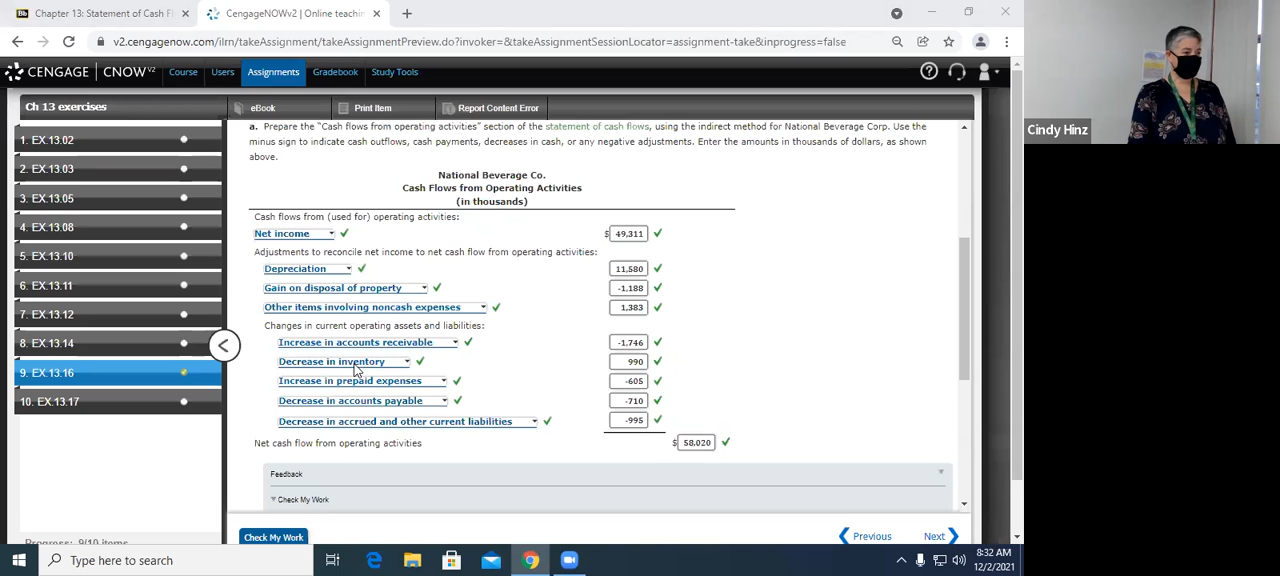 Chapter 13: Statement of Cash F
CengageNOWv2 | Online teachin
v2.cengagenow.com/ilrn/takeAssignment/takeAssignmentPreview.do?invoker=&takeAssignmentSessionLocator=assignment-take&inprogress=false
CENGAGE | CNOWv2 Course Users Assignments Gradebook Study Tools
Ch 13 exercises
eBook Print Item Report Content Error
1. EX.13.02
2. EX.13.03
3. EX.13.05
4. EX.13.08
5. EX.13.10
6. EX.13.11
7. EX.13.12
8. EX.13.14
9. EX.13.16
10. EX.13.17
a. Prepare the "Cash flows from operating activities" section of the statement of cash flows, using the indirect method for National Beverage Corp. Use the
minus sign to indicate cash outflows, cash payments, decreases in cash, or any negative adjustments. Enter the amounts in thousands of dollars, as shown
above.
National Beverage Co.
Cash Flows from Operating Activities
(in thousands)
Cash flows from (used for) operating activities:
Net income $ 49,311
Adjustments to reconcile net income to net cash flow from operating activities:
Depreciation 11,580
Gain on disposal of property -1,188
Other items involving noncash expenses 1,383
Changes in current operating assets and liabilities:
Increase in accounts receivable -1,746
Decrease in inventory 990
Increase in prepaid expenses -605
Decrease in accounts payable -710
Decrease in accrued and other current liabilities -995
Net cash flow from operating activities $ 58,020
Feedback
Check My Work
Progress: 9/10 items
Check My Work
Previous Next
Type here to search
8:32 AM
12/2/2021
Cindy Hinz